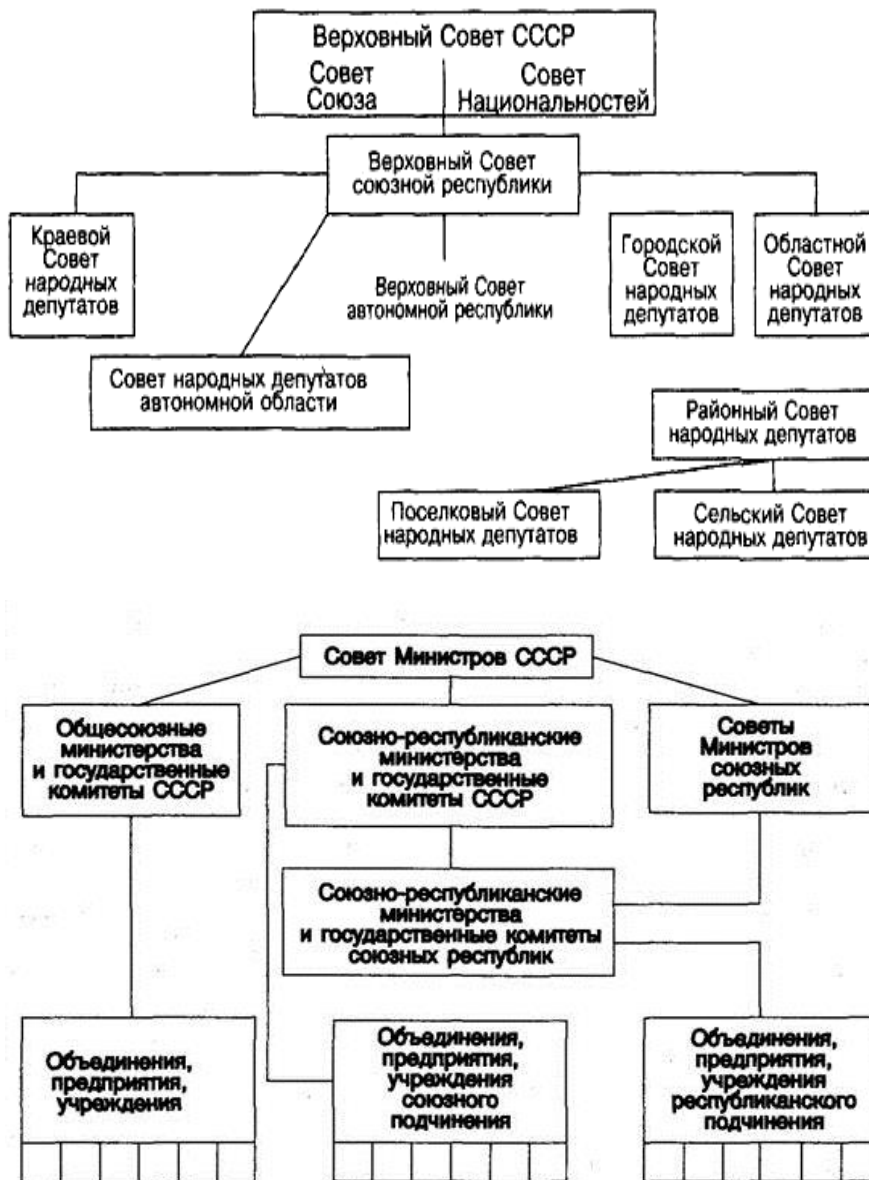 Верховный Совет СССР
Совет
Союза
Совет
Национальностей
Верховный Совет
союзной республики
Краевой
Совет
народных
депутатов
Верховный Совет
автономной республики
Городской
Совет
народных
депутатов
Областной
Совет
народных
депутатов
Совет народных депутатов
автономной области
Районный Совет
народных депутатов
Поселковый Совет
народных депутатов
Сельский Совет
народных депутатов
Совет Министров СССР
Общесоюзные
министерства
и государственные
комитеты СССР
Союзно-республиканские
министерства
и государственные
комитеты СССР
Советы
Министров
союзных
республик
Союзно-республиканские
министерства
и государственные комитеты
союзных республик
Объединения,
предприятия,
учреждения
Объединения,
предприятия,
учреждения
союзного
подчинения
Объединения,
предприятия,
учреждения
республиканского
подчинения